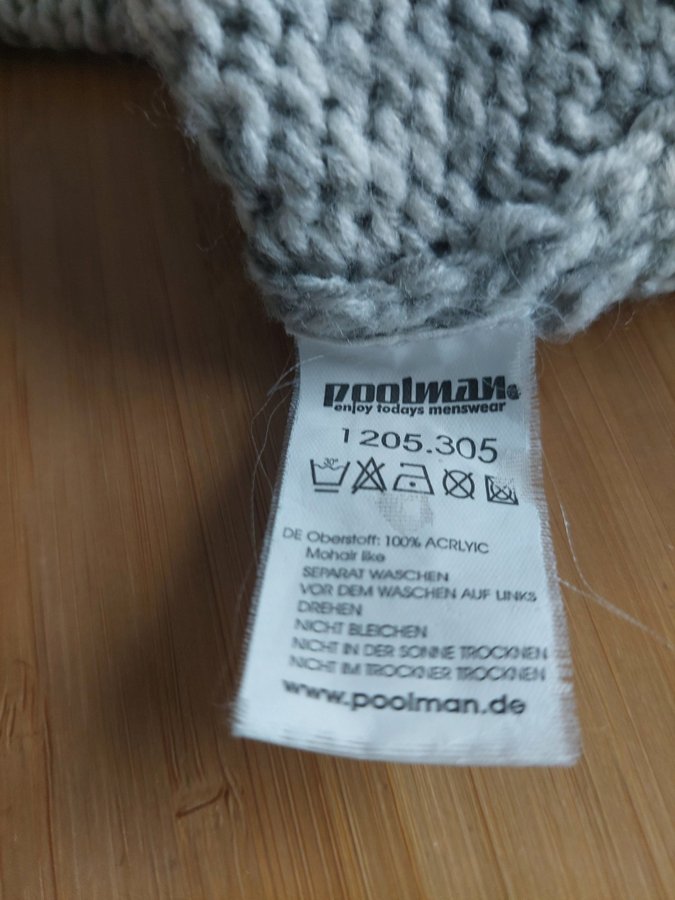 poolman
enjoy todays menswear
1205.305
30°
DE Oberstoff: 100% ACRLYIC
Mohair like
SEPARAT WASCHEN
VOR DEM WASCHEN AUF LINKS
DREHEN
NICHT BLEICHEN
NICHT IN DER SONNE TROCKNEN
NICHT IM TROCKNER TROCKNEN
www.poolman.de